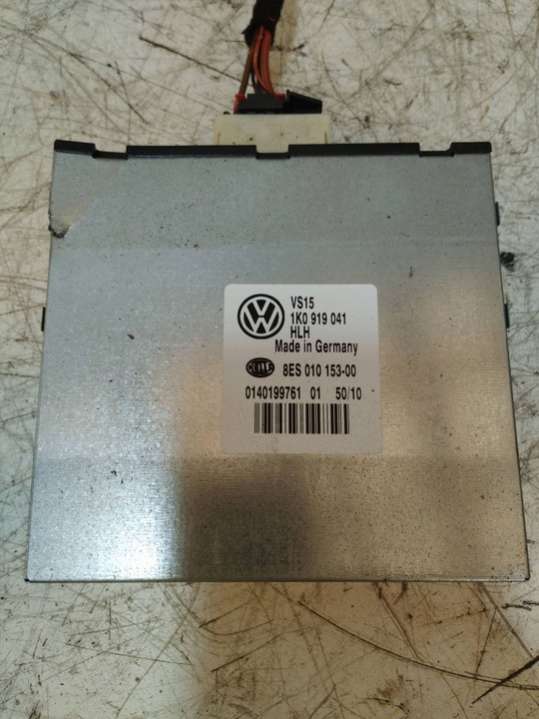 VS15
1K0 919 041
HLH
Made in Germany
HELLA 8ES 010 153-00
0140199761 01 50/10